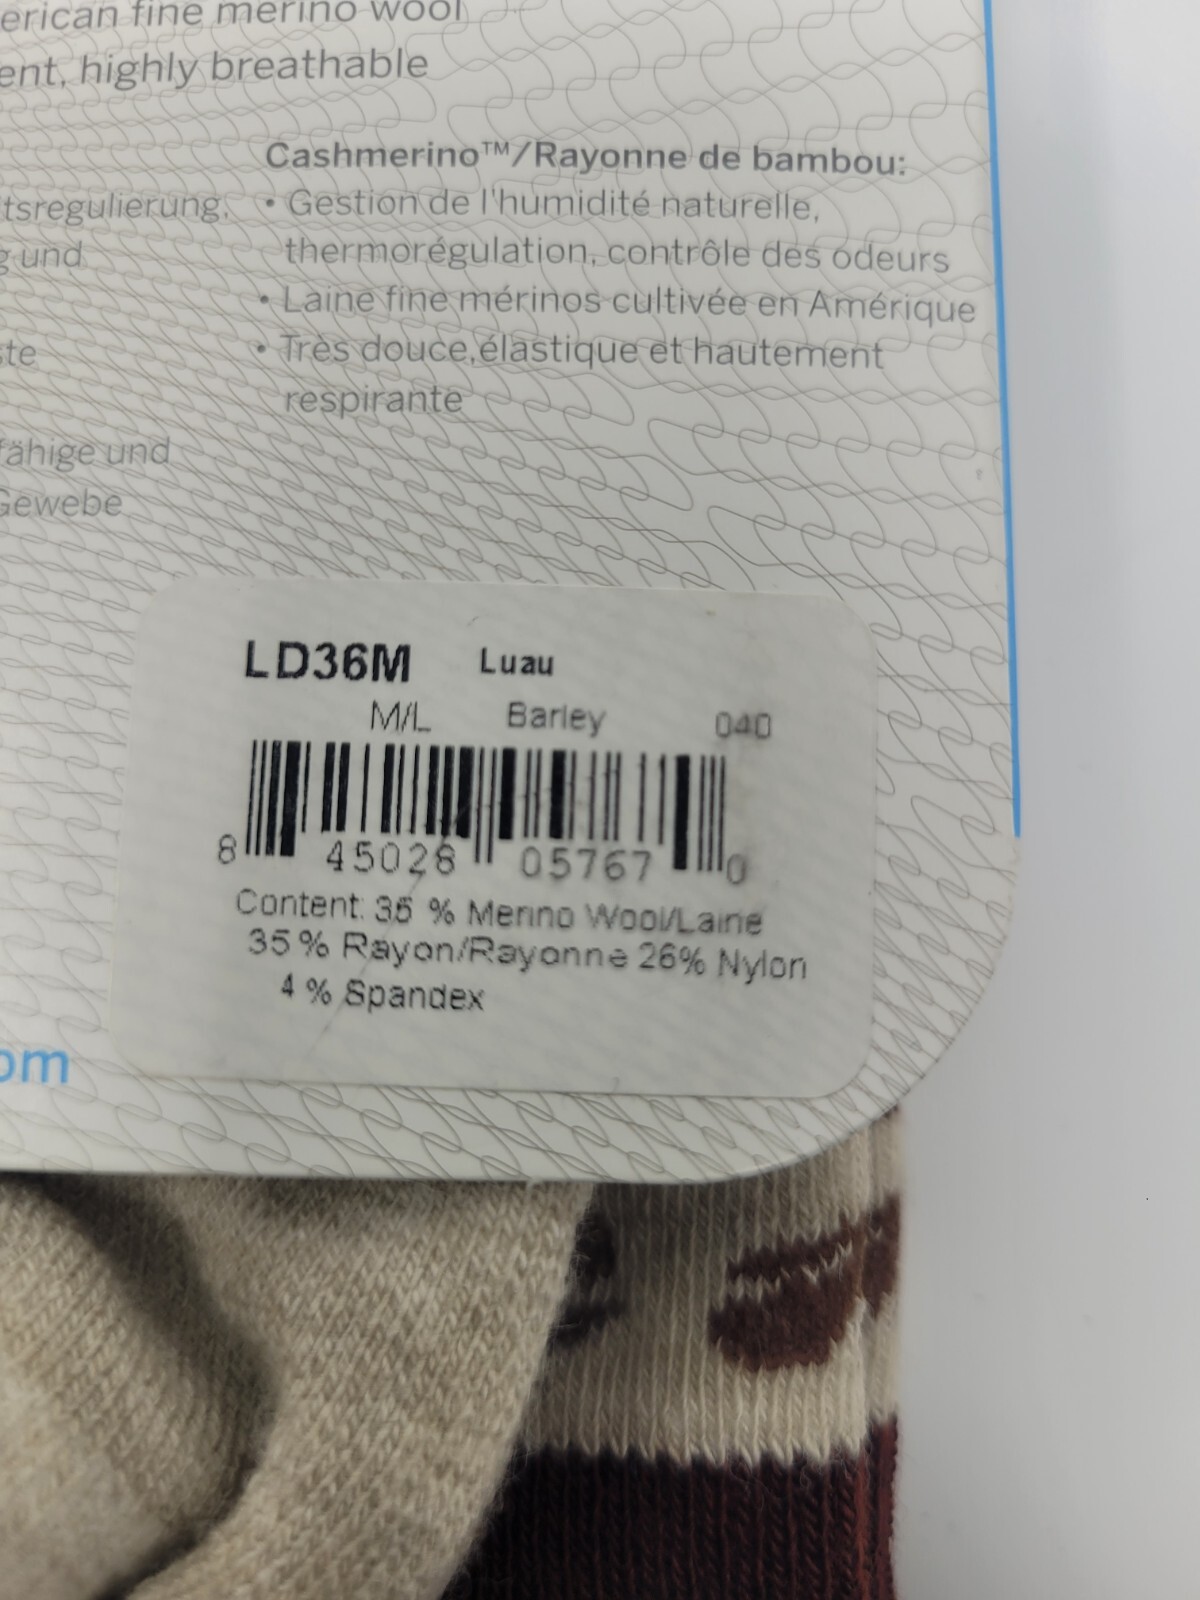 erican fine merino wool
ent, highly breathable
Cashmerino™/Rayonne de bambou:
tsregulierung,
• Gestion de l'humidité naturelle,
g und
thermorégulation, contrôle des odeurs
• Laine fine mérinos cultivée en Amérique
ste
• Très douce,élastique et hautement
respirante
fähige und
Gewebe
LD36M Luau
M/L Barley 040
8 45028 05767 0
Content: 35 % Merino Wool/Laine
35 % Rayon/Rayonne 26% Nylon
4 % Spandex
om